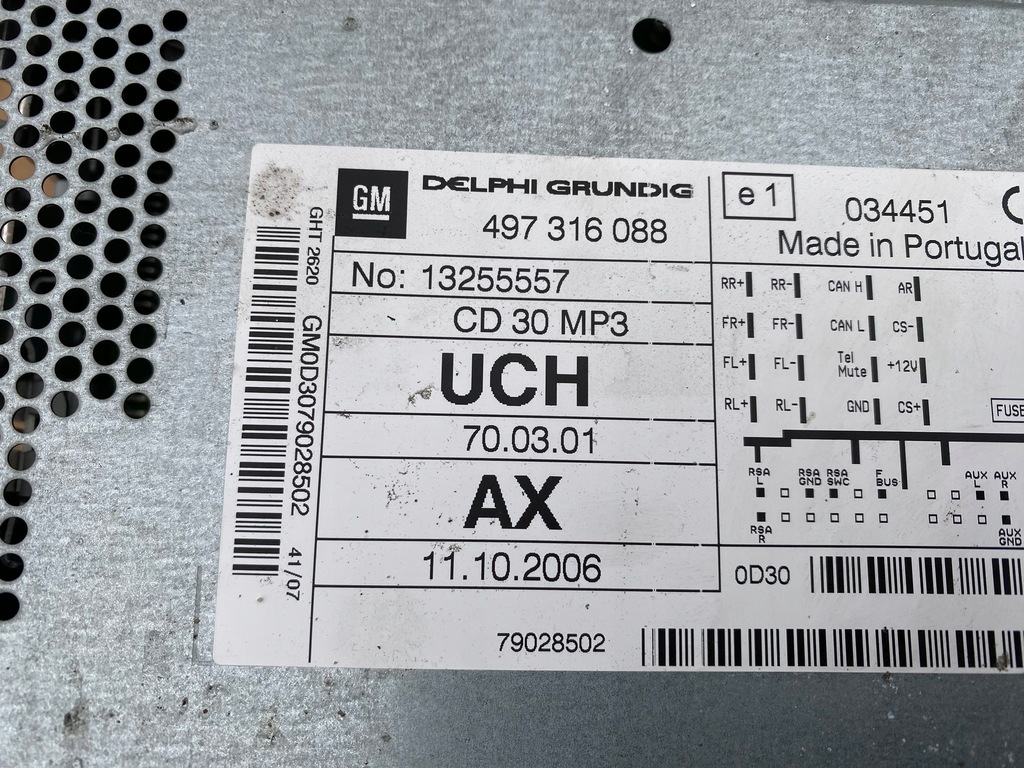 GM
DELPHI GRUNDIG
497 316 088
No: 13255557
CD 30 MP3
UCH
70.03.01
AX
11.10.2006
79028502
GHT 2620
GM0D3079028502
41/07
e1
034451
Made in Portugal
RR+ RR- CAN H AR
FR+ FR- CAN L CS-
FL+ FL- Tel Mute +12V
RL+ RL- GND CS+
FUSE
RSA L
RSA GND
RSA SWC
F BUS
AUX L
AUX R
RSA R
AUX GND
0D30